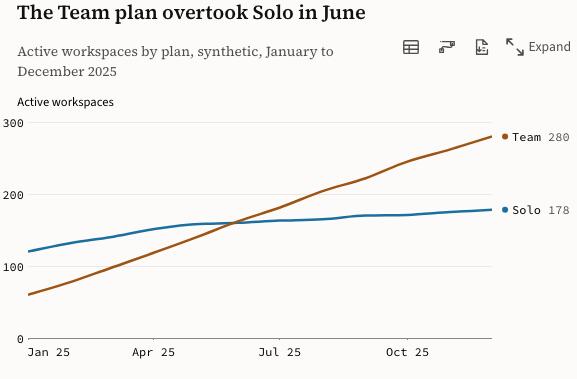 The Team plan overtook Solo in June
Active workspaces by plan, synthetic, January to
December 2025
Expand
Active workspaces
300
Team 280
200
Solo 178
100
0
Jan 25 Apr 25 Jul 25 Oct 25